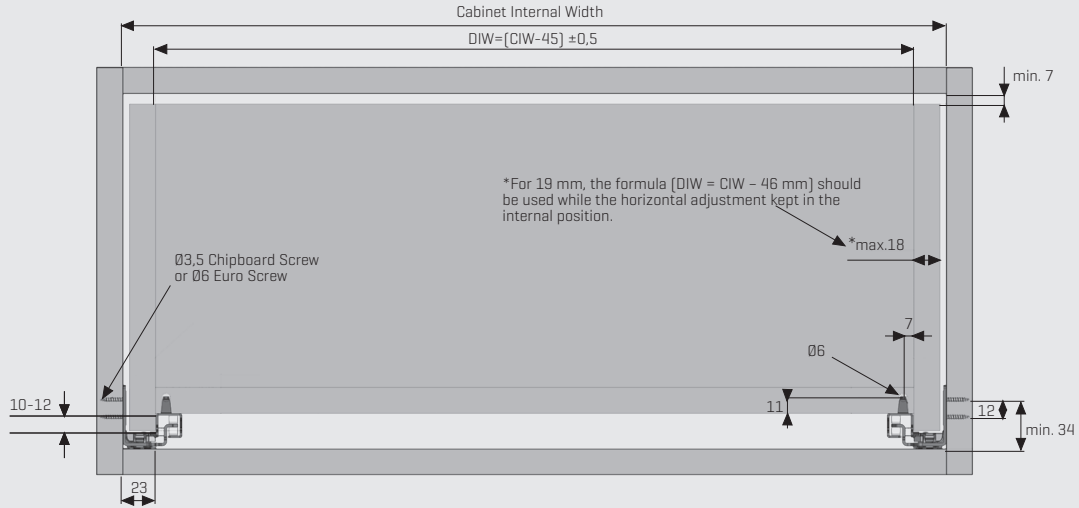 Cabinet Internal Width
DIW=(CIW-45) ±0,5
min. 7
*For 19 mm, the formula (DIW = CIW – 46 mm) should
be used while the horizontal adjustment kept in the
internal position.
*max.18
Ø3,5 Chipboard Screw
or Ø6 Euro Screw
7
Ø6
10-12
11
12
min. 34
23